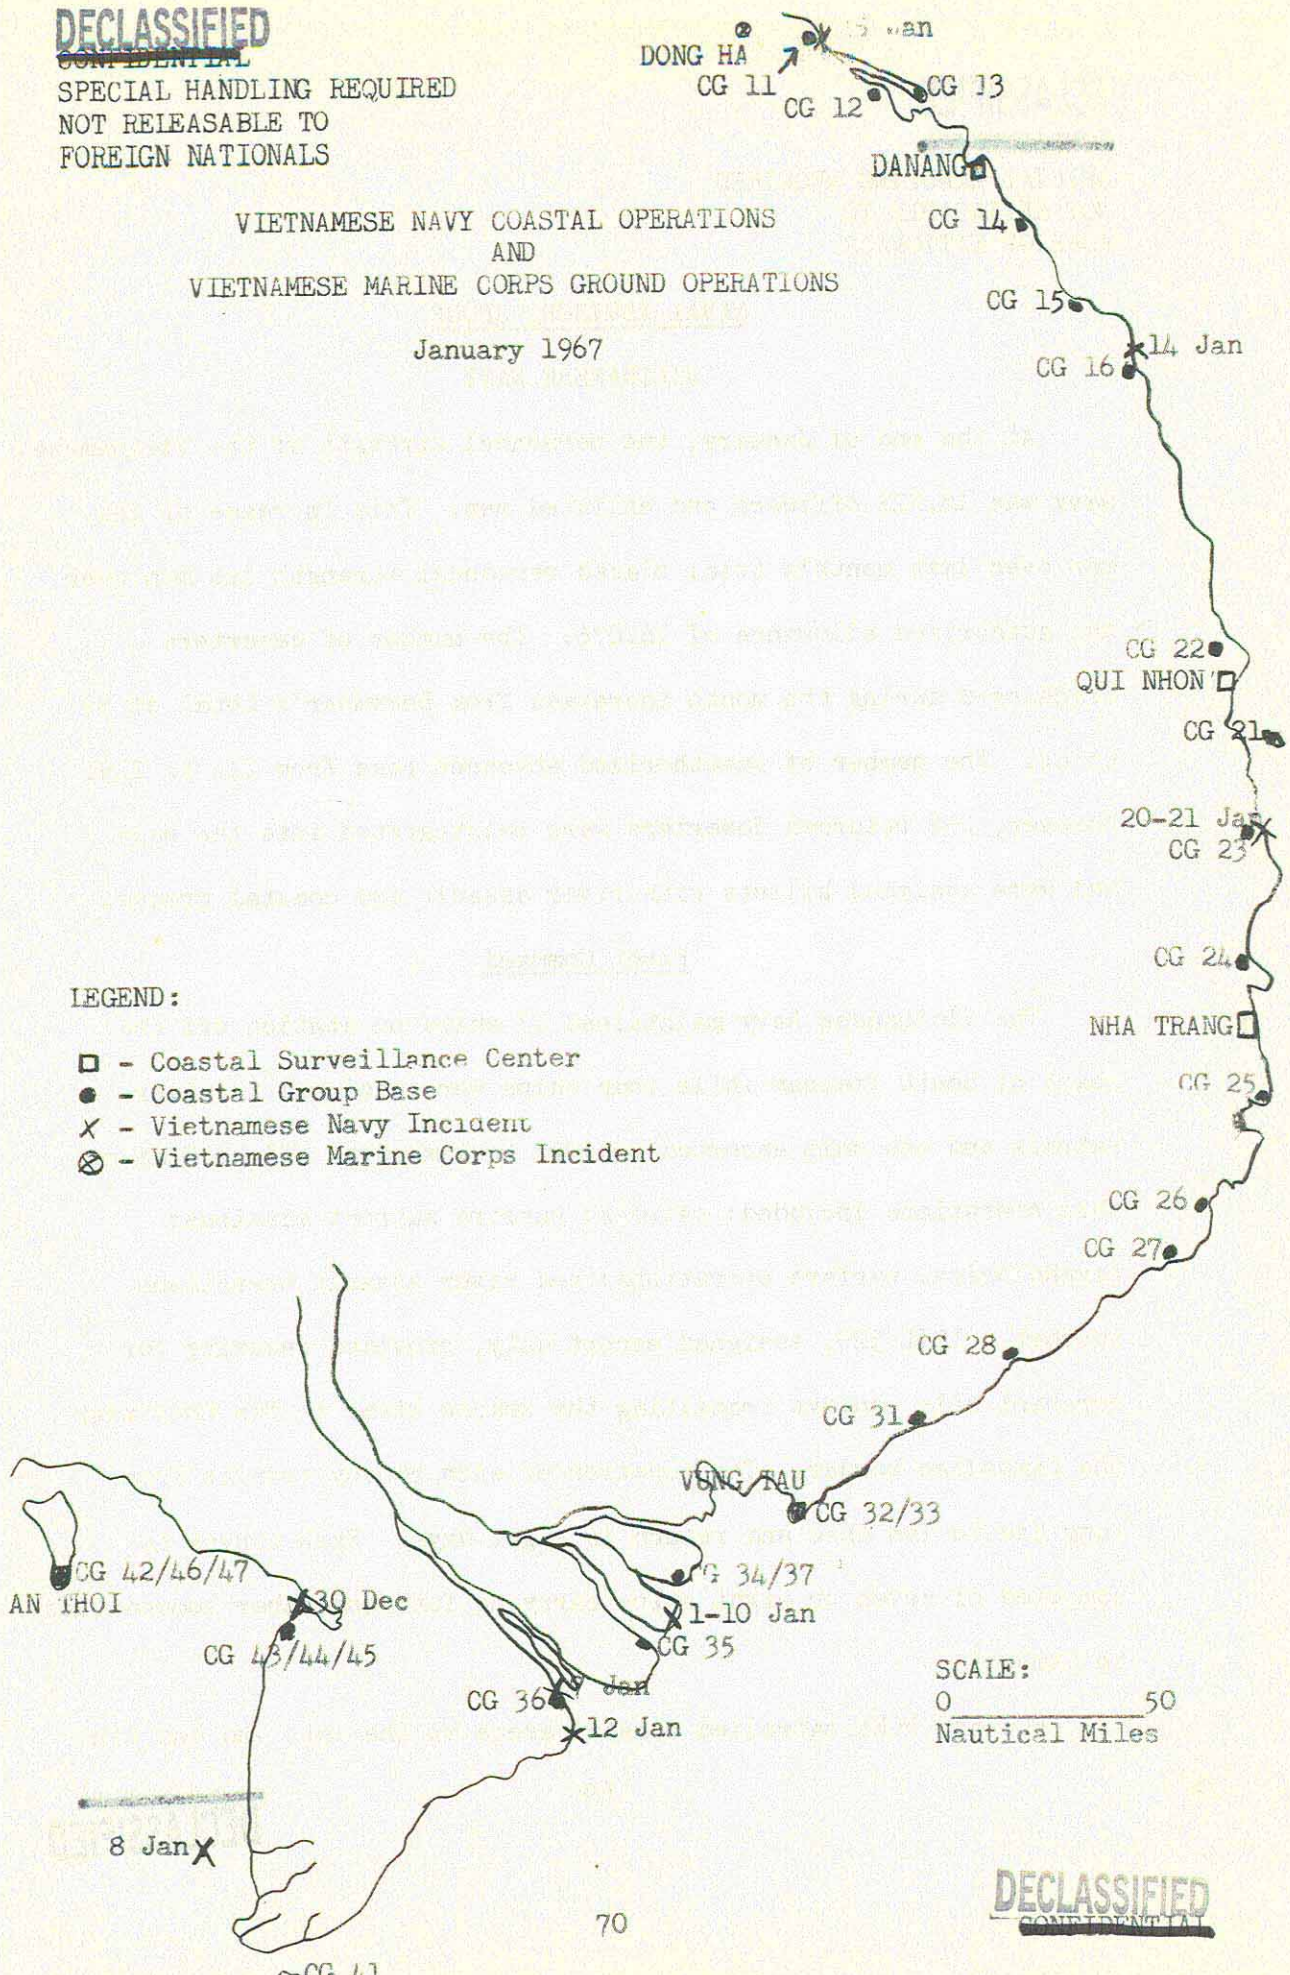 DECLASSIFIED
CONFIDENTIAL
SPECIAL HANDLING REQUIRED
NOT RELEASABLE TO
FOREIGN NATIONALS
VIETNAMESE NAVY COASTAL OPERATIONS
AND
VIETNAMESE MARINE CORPS GROUND OPERATIONS
January 1967
DONG HA
CG 11
CG 12
CG 13
DANANG
CG 14
CG 15
14 Jan
CG 16
CG 22
QUI NHON
CG 21
20-21 Jan
CG 23
CG 24
NHA TRANG
CG 25
CG 26
CG 27
CG 28
CG 31
VUNG TAU
CG 32/33
CG 34/37
1-10 Jan
CG 35
Jan
CG 36
12 Jan
LEGEND:
- Coastal Surveillance Center
- Coastal Group Base
- Vietnamese Navy Incident
- Vietnamese Marine Corps Incident
CG 42/46/47
AN THOI
30 Dec
CG 43/44/45
8 Jan
CG 41
SCALE:
0 50
Nautical Miles
70
DECLASSIFIED
CONFIDENTIAL